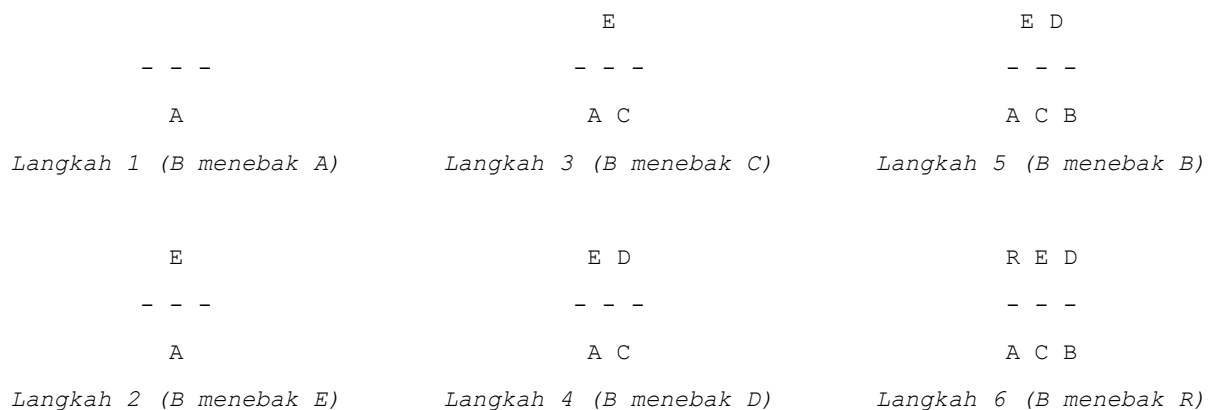 E E D
- - - - - - - - -
A A C A C B
Langkah 1 (B menebak A) Langkah 3 (B menebak C) Langkah 5 (B menebak B)
E E D R E D
- - - - - - - - -
A A C A C B
Langkah 2 (B menebak E) Langkah 4 (B menebak D) Langkah 6 (B menebak R)